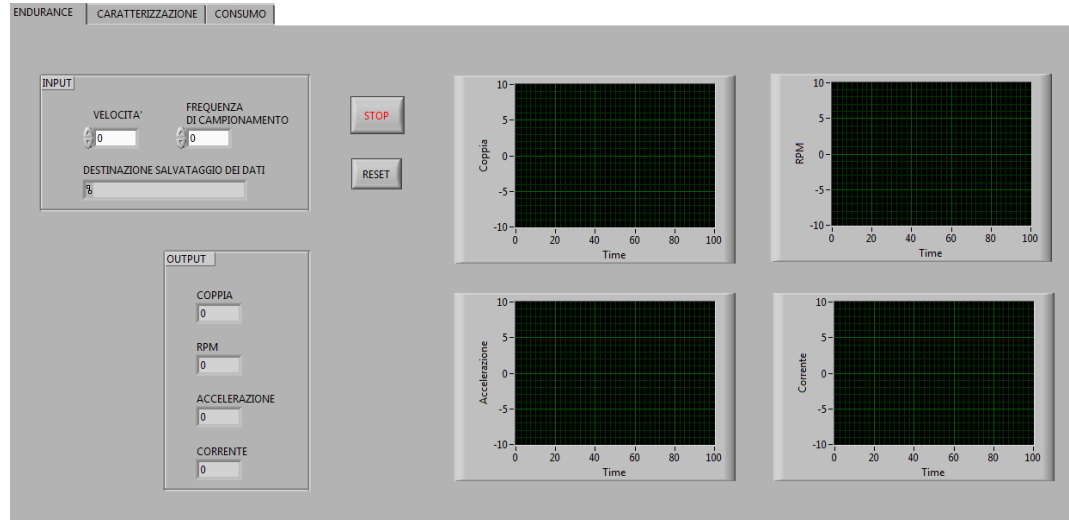 ENDURANCE CARATTERIZZAZIONE CONSUMO
INPUT
VELOCITA'
0
FREQUENZA
DI CAMPIONAMENTO
0
DESTINAZIONE SALVATAGGIO DEI DATI
STOP
RESET
OUTPUT
COPPIA
0
RPM
0
ACCELERAZIONE
0
CORRENTE
0
Coppia
10
5
0
-5
-10
0 20 40 60 80 100
Time
RPM
10
5
0
-5
-10
0 20 40 60 80 100
Time
Accelerazione
10
5
0
-5
-10
0 20 40 60 80 100
Time
Corrente
10
5
0
-5
-10
0 20 40 60 80 100
Time